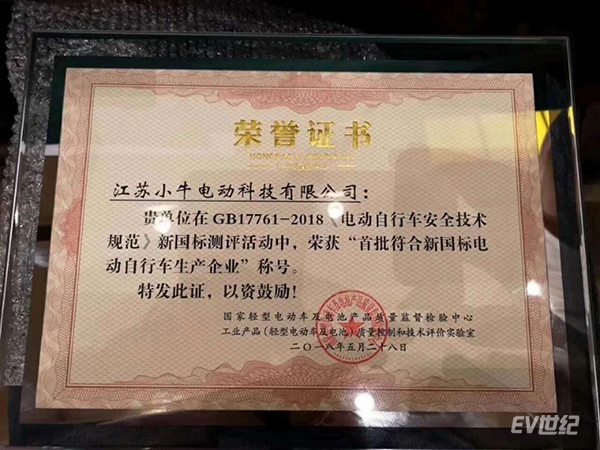 荣誉证书
江苏小牛电动科技有限公司：
贵单位在GB17761-2018《电动自行车安全技术
规范》新国标测评活动中，荣获“首批符合新国标电
动自行车生产企业”称号。
特发此证，以资鼓励！
国家轻型电动车及电池产品质量监督检验中心
工业产品（轻型电动车及电池）质量控制和技术评价实验室
二〇一八年五月二十八日
EV世纪